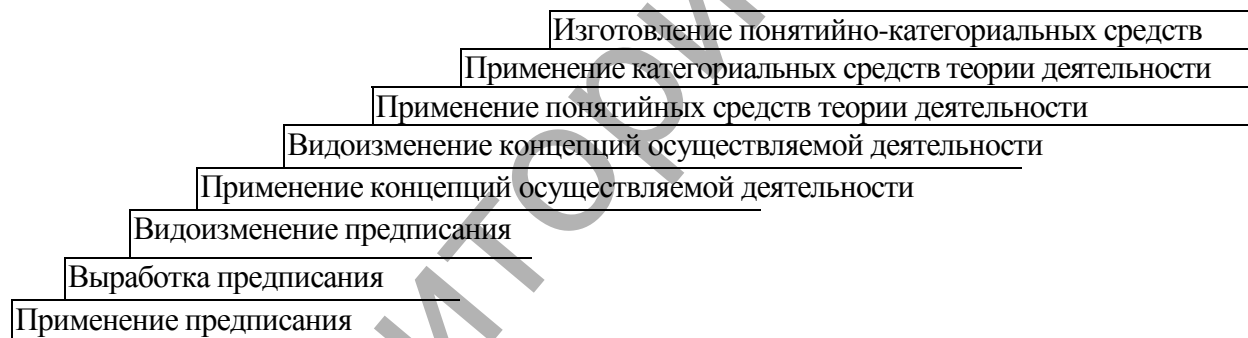 Изготовление понятийно-категориальных средств
Применение категориальных средств теории деятельности
Применение понятийных средств теории деятельности
Видоизменение концепций осуществляемой деятельности
Применение концепций осуществляемой деятельности
Видоизменение предписания
Выработка предписания
Применение предписания